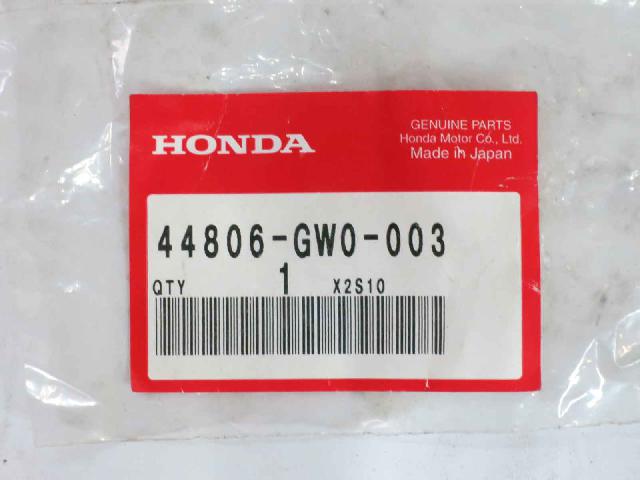 HONDA
GENUINE PARTS
Honda Motor Co., Ltd.
Made in Japan
44806-GW0-003
QTY 1 X2S10